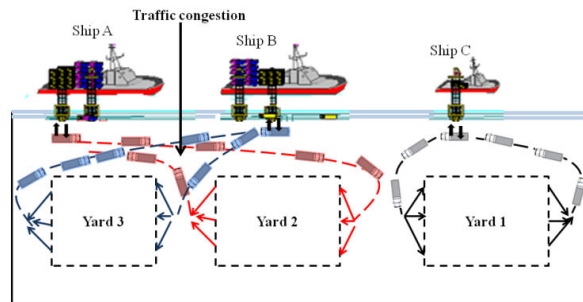 Traffic congestion
Ship A
Ship B
Ship C
Yard 3
Yard 2
Yard 1